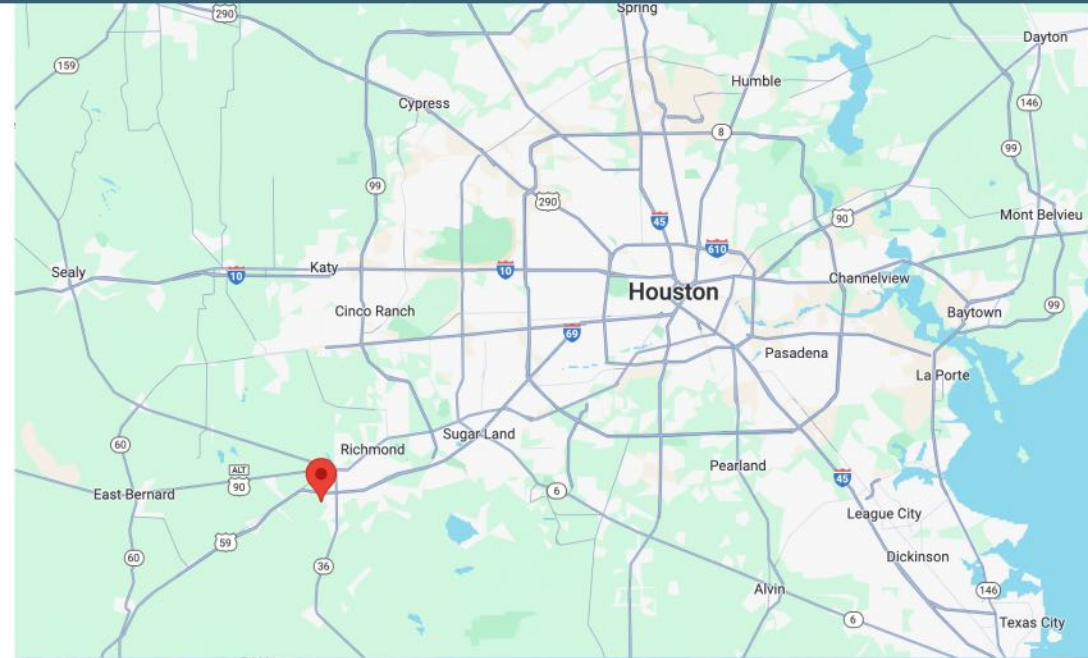 Spring
290
Dayton
159
Humble
146
Cypress
8
99
99
290
90
Mont Belvieu
45
610
Sealy
10
Katy
10
Channelview
Houston
Cinco Ranch
99
Baytown
69
Pasadena
La Porte
60
Sugar Land
Richmond
Pearland
ALT
90
45
East Bernard
6
League City
59
60
Dickinson
36
Alvin
146
6
Texas City